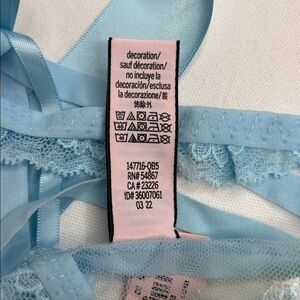 decoration/
sauf décoration/
no incluye la
decoración/esclusa
la decorazione/装
饰除外
147716-QB5
RN# 54867
CA # 23226
ID# 36007061
03 22